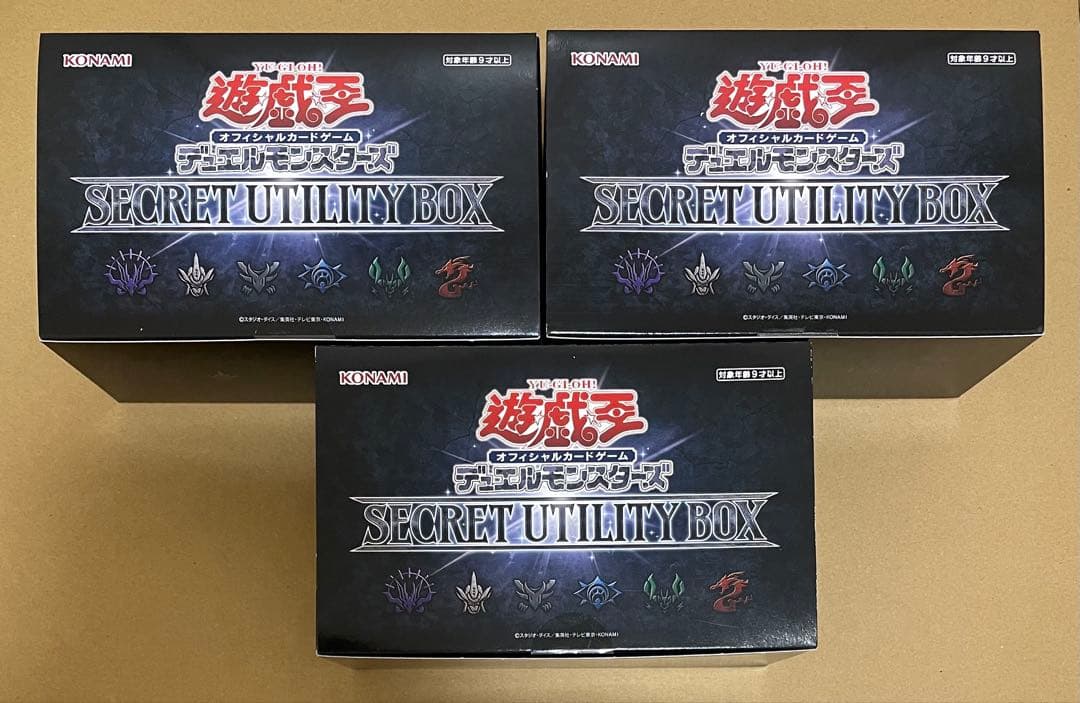 KONAMI
対象年齢9才以上
YU-GI-OH!
遊戯王
オフィシャルカードゲーム
デュエルモンスターズ
SECRET UTILITY BOX
©スタジオ・ダイス/集英社・テレビ東京・KONAMI
KONAMI
対象年齢9才以上
YU-GI-OH!
遊戯王
オフィシャルカードゲーム
デュエルモンスターズ
SECRET UTILITY BOX
©スタジオ・ダイス/集英社・テレビ東京・KONAMI
KONAMI
対象年齢9才以上
YU-GI-OH!
遊戯王
オフィシャルカードゲーム
デュエルモンスターズ
SECRET UTILITY BOX
©スタジオ・ダイス/集英社・テレビ東京・KONAMI